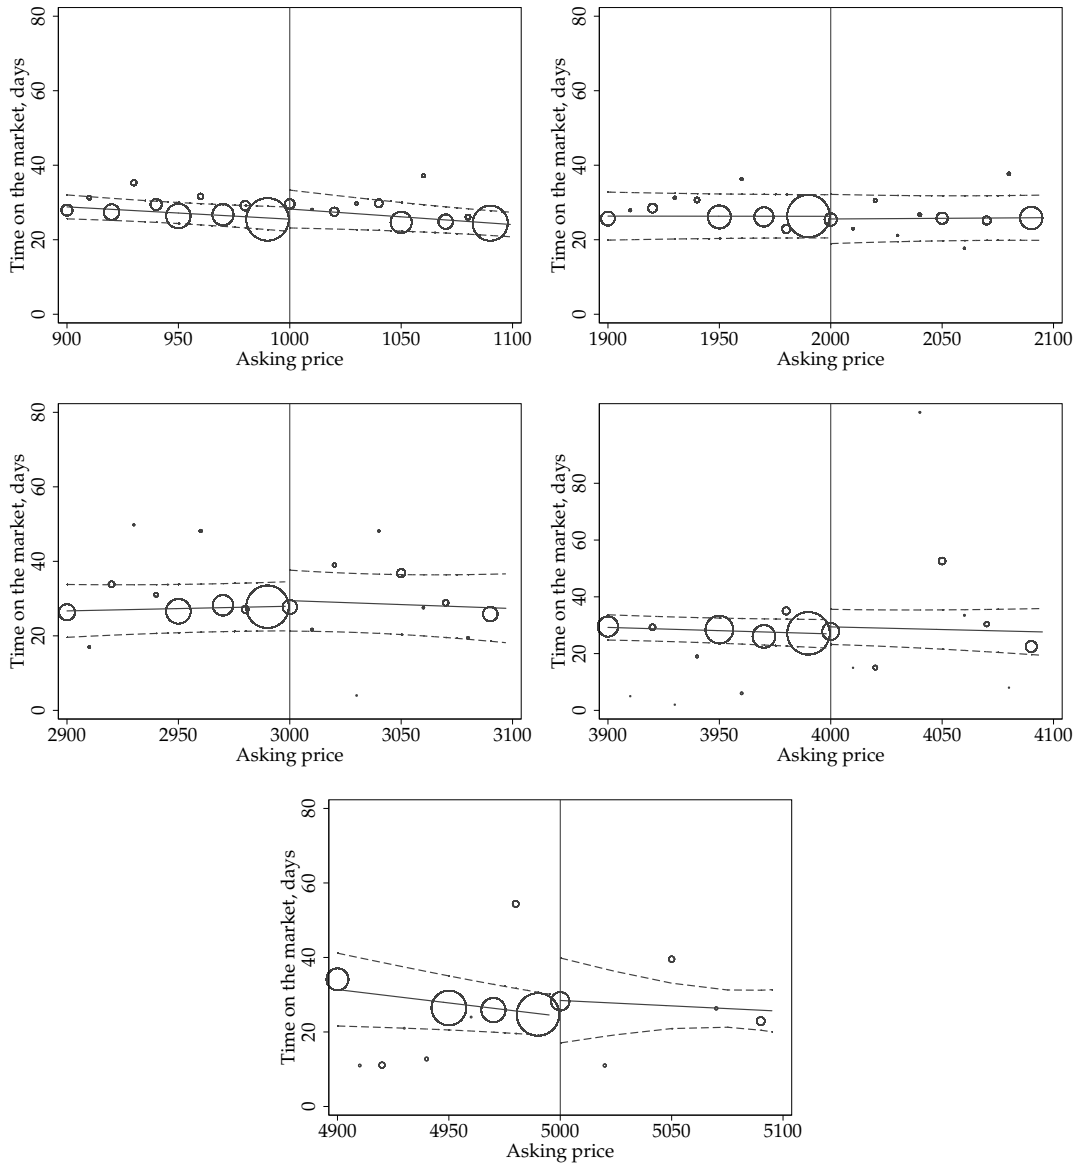 Time on the market, days
0 20 40 60 80
900 950 1000 1050 1100
Asking price
Time on the market, days
0 20 40 60 80
1900 1950 2000 2050 2100
Asking price
Time on the market, days
0 20 40 60 80
2900 2950 3000 3050 3100
Asking price
Time on the market, days
0 20 40 60 80
3900 3950 4000 4050 4100
Asking price
Time on the market, days
0 20 40 60 80
4900 4950 5000 5050 5100
Asking price